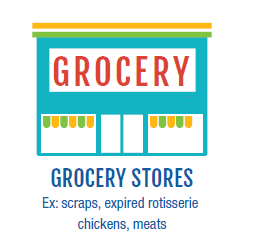 GROCERY
GROCERY STORES
Ex: scraps, expired rotisserie
chickens, meats